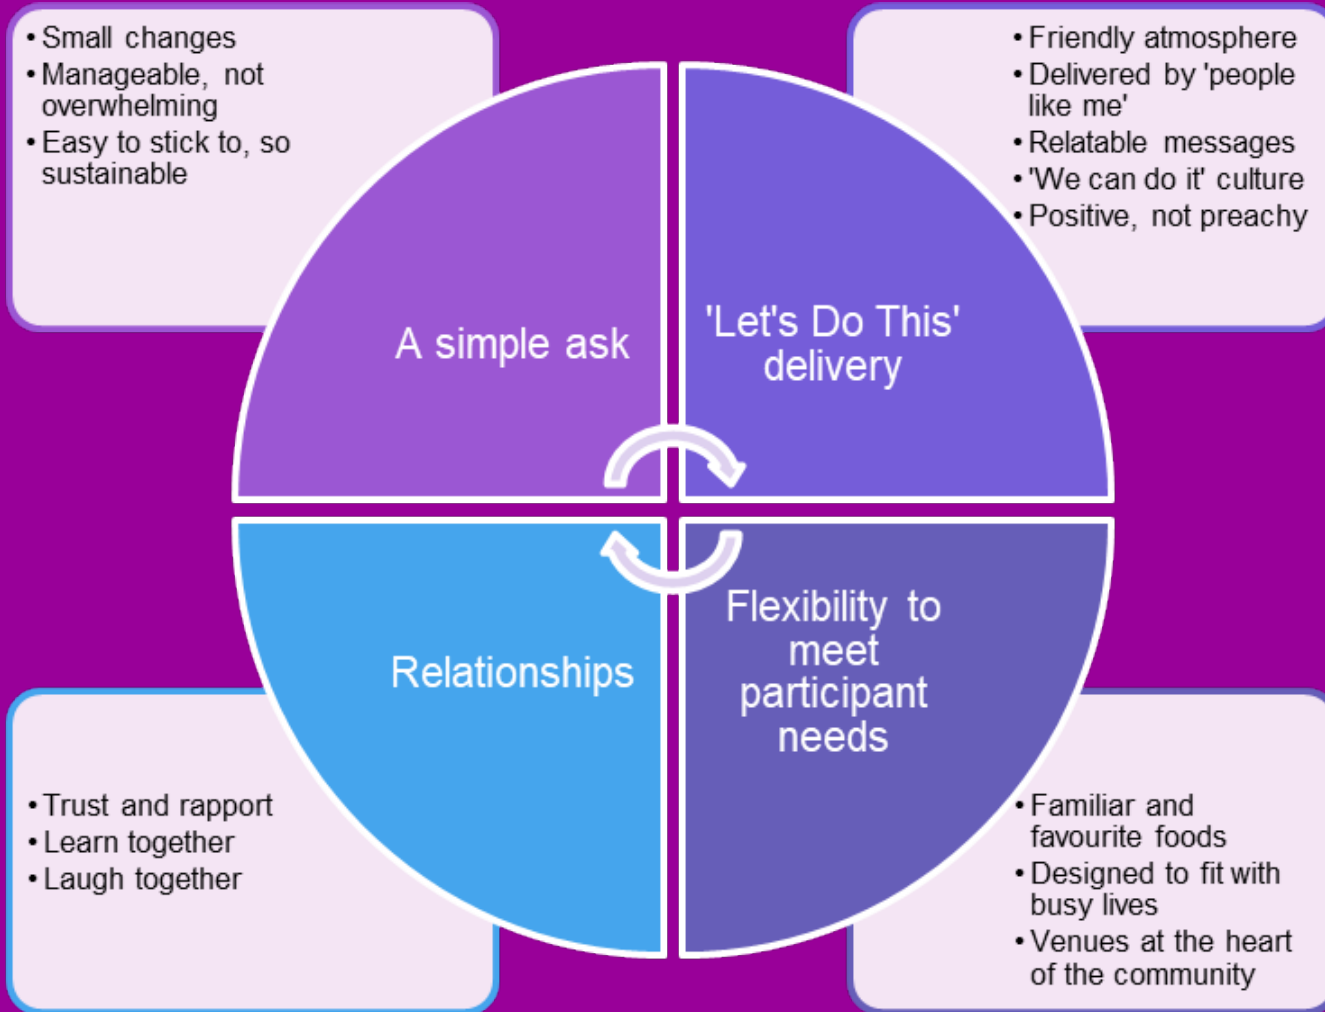 • Small changes
• Manageable, not
overwhelming
• Easy to stick to, so
sustainable
• Friendly atmosphere
• Delivered by 'people
like me'
• Relatable messages
• 'We can do it' culture
• Positive, not preachy
A simple ask
'Let's Do This'
delivery
Relationships
Flexibility to
meet
participant
needs
• Trust and rapport
• Learn together
• Laugh together
• Familiar and
favourite foods
• Designed to fit with
busy lives
• Venues at the heart
of the community